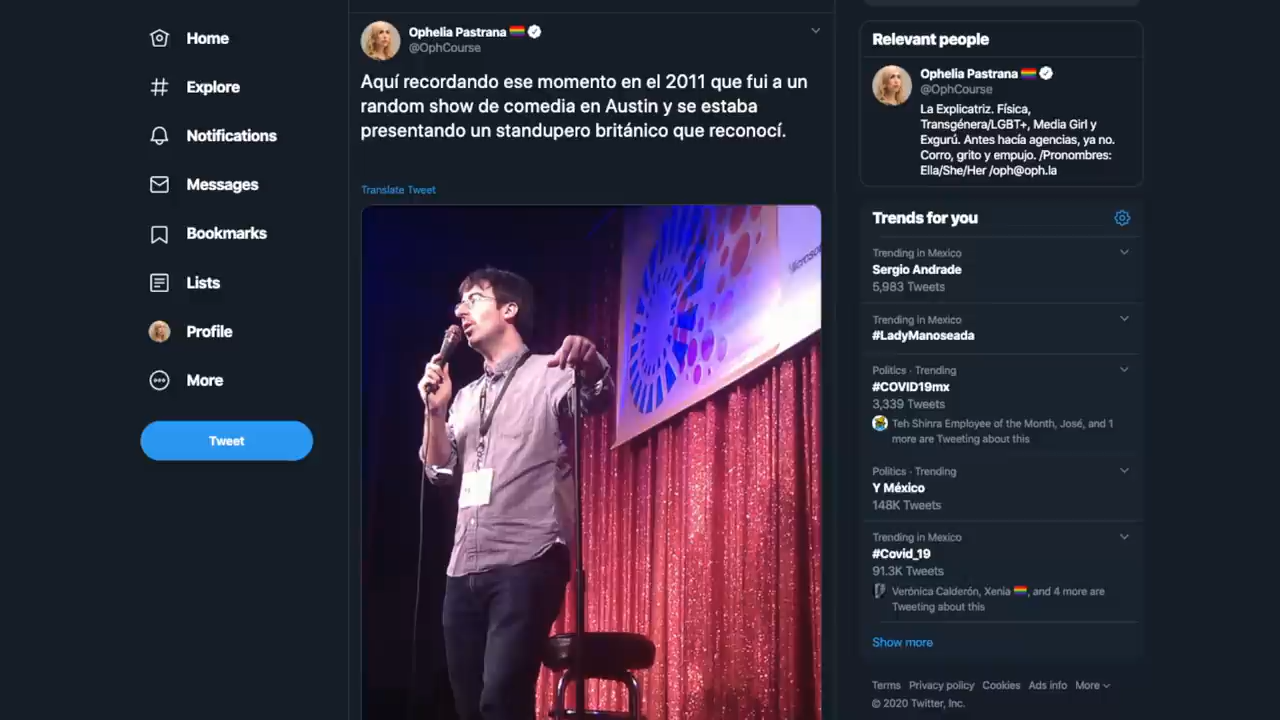 Home
Explore
Notifications
Messages
Bookmarks
Lists
Profile
More
Tweet
Ophelia Pastrana 🏳️‍🌈
@OphCourse
Aquí recordando ese momento en el 2011 que fui a un
random show de comedia en Austin y se estaba
presentando un standupero británico que reconocí.
Translate Tweet
Microsof
Relevant people
Ophelia Pastrana 🏳️‍🌈
@OphCourse
La Explicatriz. Física,
Transgénera/LGBT+, Media Girl y
Exgurú. Antes hacía agencias, ya no.
Corro, grito y empujo. /Pronombres:
Ella/She/Her /oph@oph.la
Trends for you
Trending in Mexico
Sergio Andrade
5,983 Tweets
Trending in Mexico
#LadyManoseada
Politics · Trending
#COVID19mx
3,339 Tweets
Teh Shinra Employee of the Month, José, and 1
more are Tweeting about this
Politics · Trending
Y México
148K Tweets
Trending in Mexico
#Covid_19
91.3K Tweets
Verónica Calderón, Xenia 🏳️‍🌈, and 4 more are
Tweeting about this
Show more
Terms Privacy policy Cookies Ads info More
© 2020 Twitter, Inc.